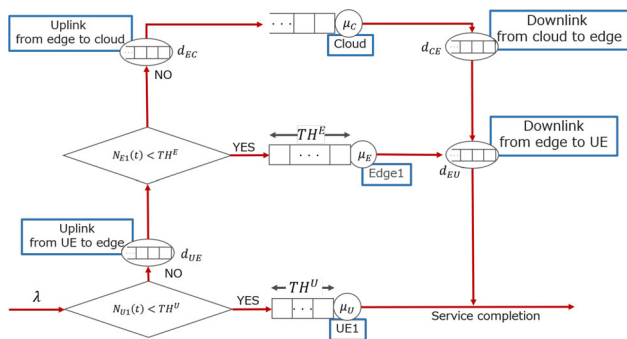 Uplink
from edge to cloud
d_EC
NO
. . .
μ_C
Cloud
d_CE
Downlink
from cloud to edge
N_E1(t) < TH^E
YES
TH^E
. . .
μ_E
Edge1
d_EU
Downlink
from edge to UE
Uplink
from UE to edge
d_UE
NO
λ
N_U1(t) < TH^U
YES
TH^U
...
μ_U
UE1
Service completion